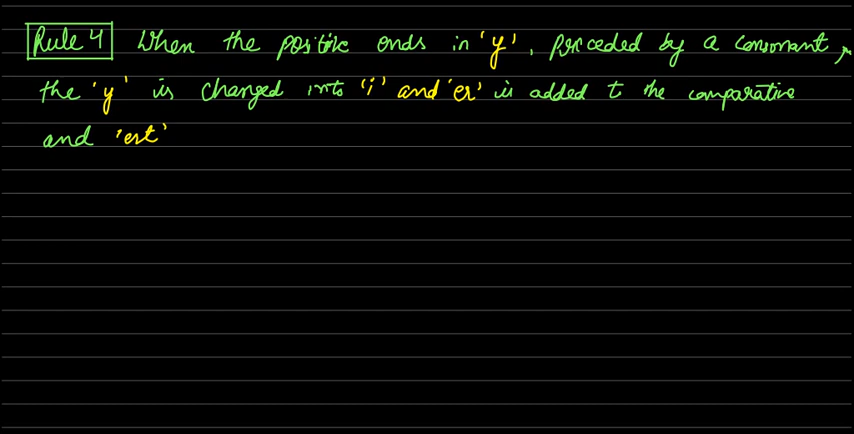 Rule 4 When the positive ends in 'y', preceded by a consonant,
the 'y' is changed into 'i' and 'er' is added to the comparative
and 'est'